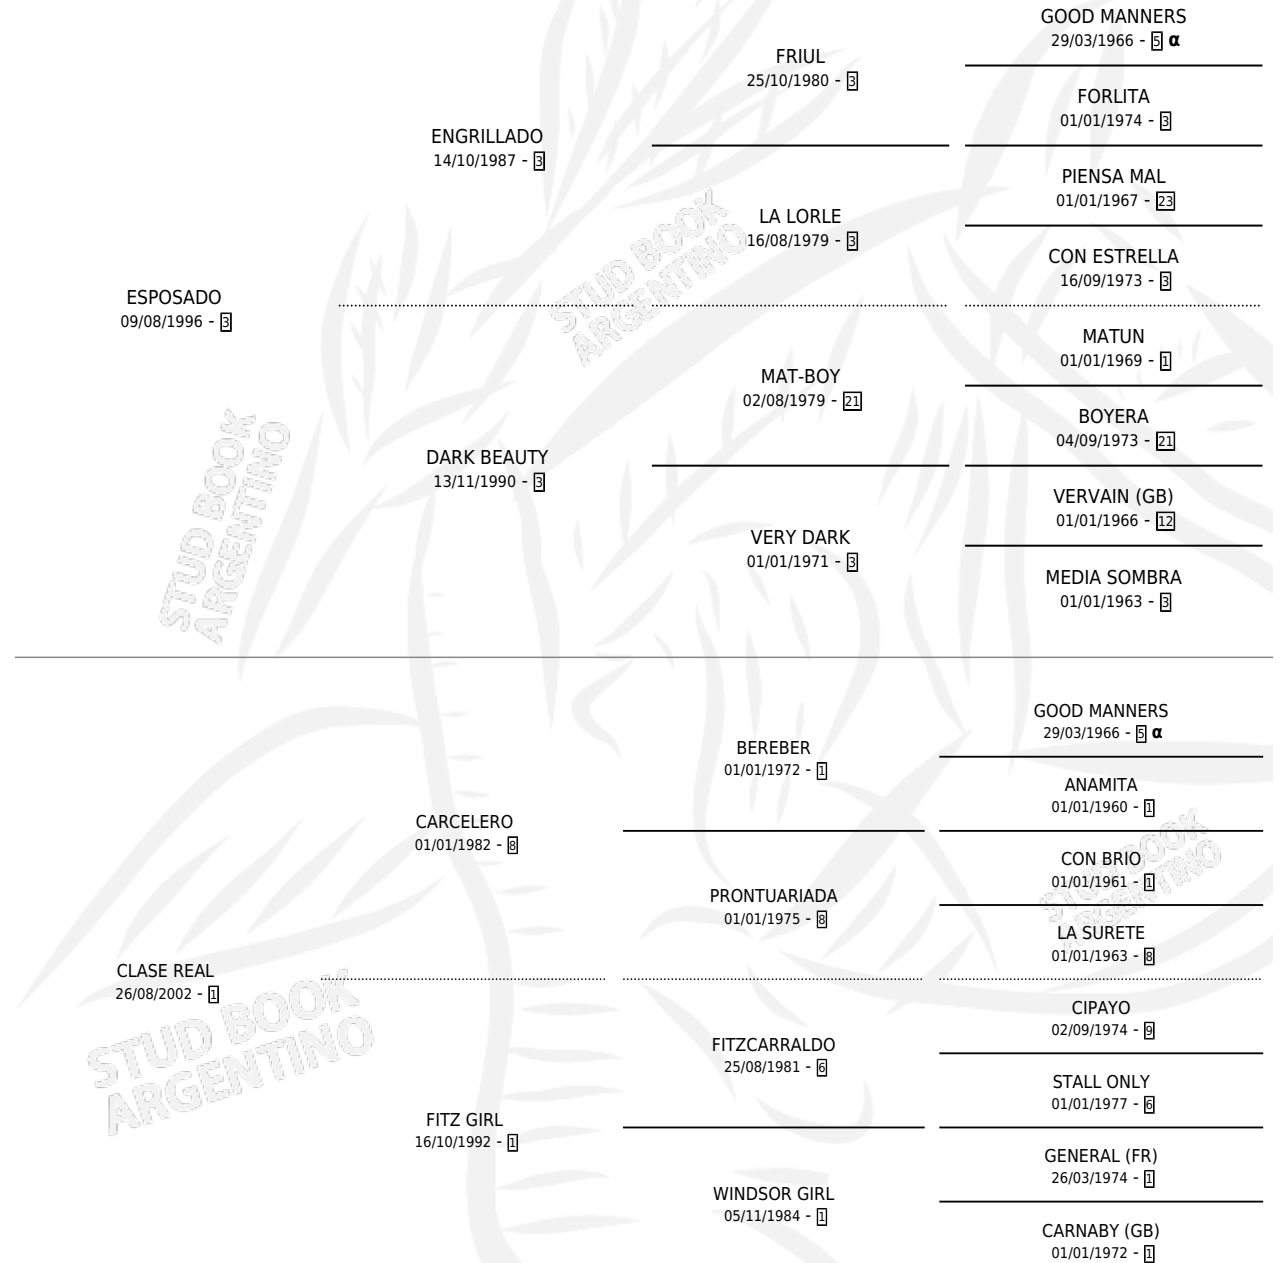 GOOD MANNERS
29/03/1966 - 5 α
FRIUL
25/10/1980 - 3
FORLITA
01/01/1974 - 3
ENGRILLADO
14/10/1987 - 3
PIENSA MAL
01/01/1967 - 23
LA LORLE
16/08/1979 - 3
CON ESTRELLA
16/09/1973 - 3
ESPOSADO
09/08/1996 - 3
MATUN
01/01/1969 - 1
MAT-BOY
02/08/1979 - 21
BOYERA
04/09/1973 - 21
DARK BEAUTY
13/11/1990 - 3
VERVAIN (GB)
01/01/1966 - 12
VERY DARK
01/01/1971 - 3
MEDIA SOMBRA
01/01/1963 - 3
STUD BOOK
ARGENTINO
STUD BOOK
ARGENTINO
GOOD MANNERS
29/03/1966 - 5 α
BEREBER
01/01/1972 - 1
ANAMITA
01/01/1960 - 1
CARCELERO
01/01/1982 - 8
CON BRIO
01/01/1961 - 1
PRONTUARIADA
01/01/1975 - 8
LA SURETE
01/01/1963 - 8
CLASE REAL
26/08/2002 - 1
CIPAYO
02/09/1974 - 9
FITZCARRALDO
25/08/1981 - 6
STALL ONLY
01/01/1977 - 6
FITZ GIRL
16/10/1992 - 1
GENERAL (FR)
26/03/1974 - 1
WINDSOR GIRL
05/11/1984 - 1
CARNABY (GB)
01/01/1972 - 1
STUD BOOK
ARGENTINO
STUD BOOK
ARGENTINO